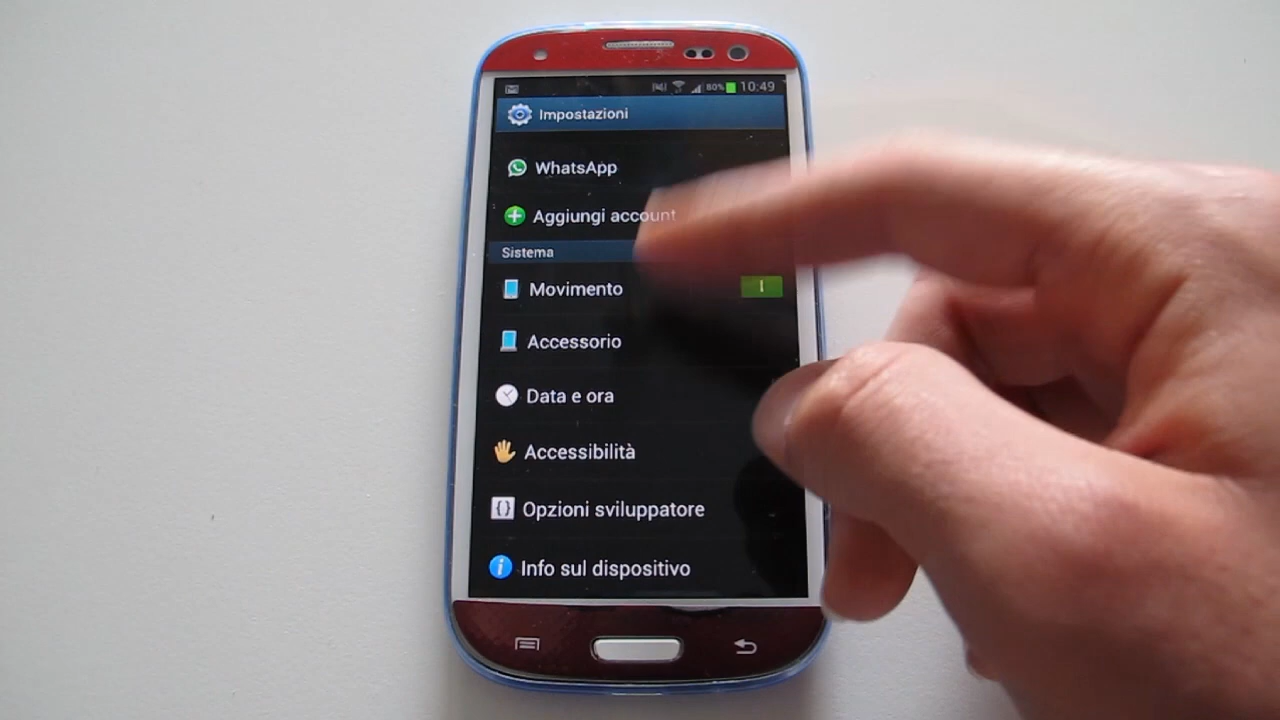 80% 10:49
Impostazioni
WhatsApp
Aggiungi account
Sistema
Movimento
Accessorio
Data e ora
Accessibilità
Opzioni sviluppatore
Info sul dispositivo